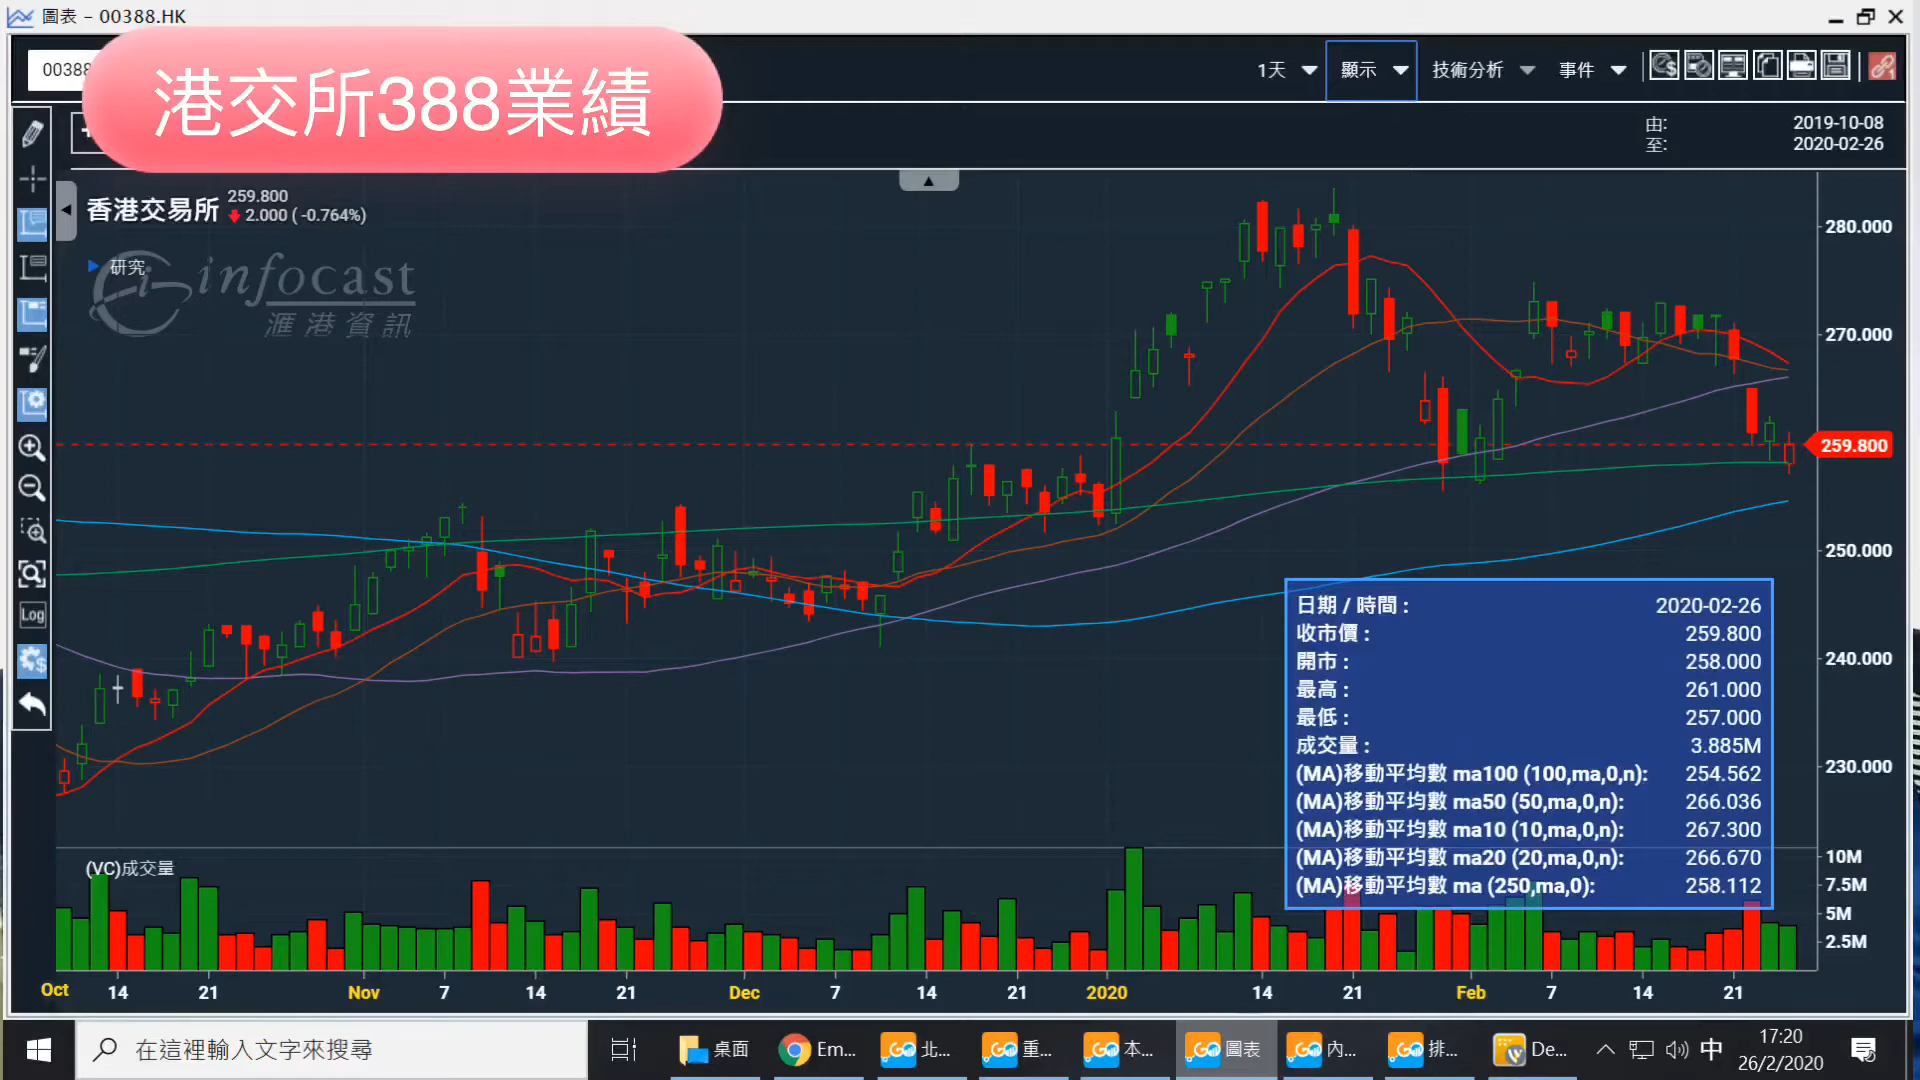 圖表 - 00388.HK
00388
港交所388業績
1天
顯示
技術分析
事件
由: 2019-10-08
至: 2020-02-26
香港交易所
259.800
2.000 ( -0.764%)
研究
infocast
滙港資訊
Log
280.000
270.000
259.800
250.000
240.000
230.000
日期 / 時間 : 2020-02-26
收市價 : 259.800
開市 : 258.000
最高 : 261.000
最低 : 257.000
成交量 : 3.885M
(MA)移動平均數 ma100 (100,ma,0,n): 254.562
(MA)移動平均數 ma50 (50,ma,0,n): 266.036
(MA)移動平均數 ma10 (10,ma,0,n): 267.300
(MA)移動平均數 ma20 (20,ma,0,n): 266.670
(MA)移動平均數 ma (250,ma,0): 258.112
(VC)成交量
10M
7.5M
5M
2.5M
Oct 14 21 Nov 7 14 21 Dec 7 14 21 2020 14 21 Feb 7 14 21
在這裡輸入文字來搜尋
桌面
Em...
北...
重...
本...
圖表
內...
排...
De...
中
17:20
26/2/2020